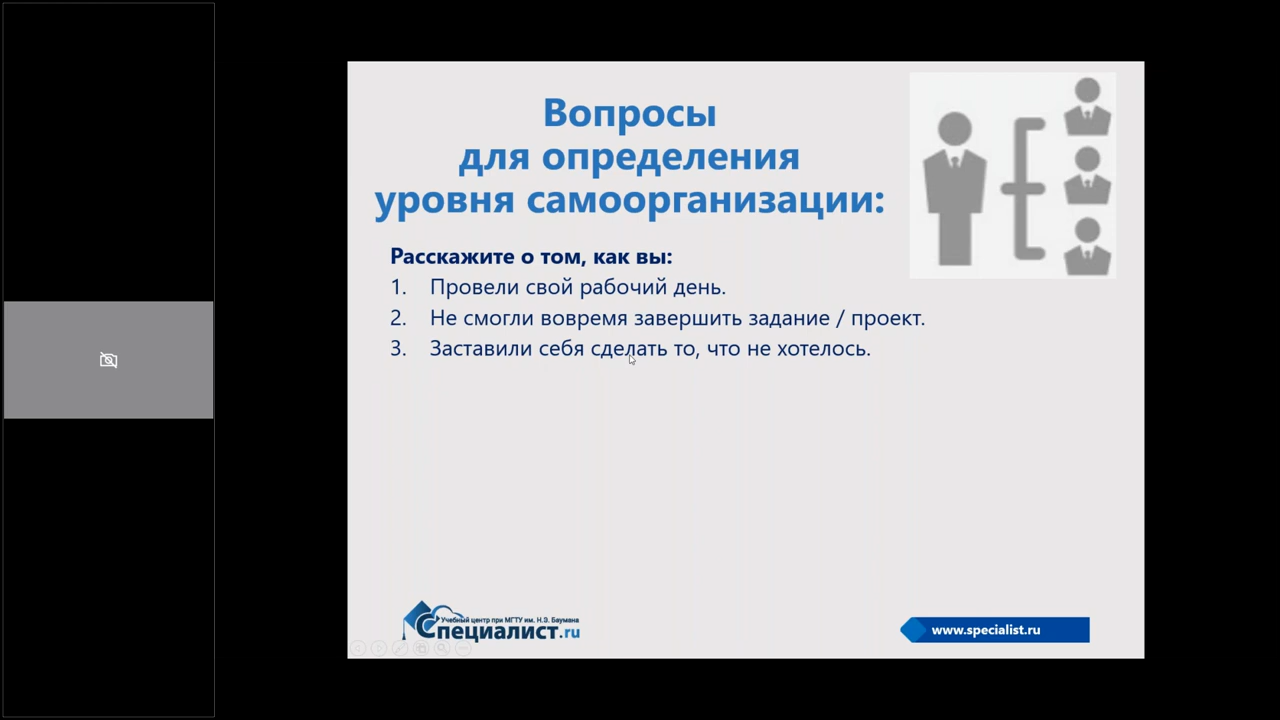 Вопросы
для определения
уровня самоорганизации:
Расскажите о том, как вы:
1. Провели свой рабочий день.
2. Не смогли вовремя завершить задание / проект.
3. Заставили себя сделать то, что не хотелось.
Учебный центр при МГТУ им. Н.Э. Баумана
Специалист.ru
www.specialist.ru